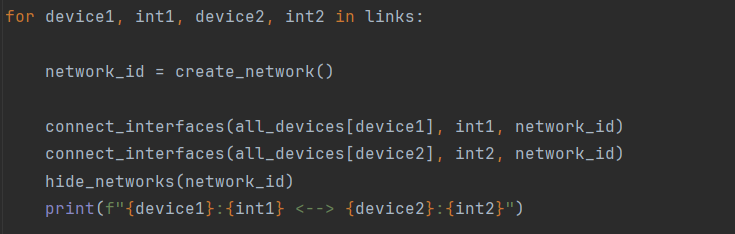 for device1, int1, device2, int2 in links:
network_id = create_network()
connect_interfaces(all_devices[device1], int1, network_id)
connect_interfaces(all_devices[device2], int2, network_id)
hide_networks(network_id)
print(f"{device1}:{int1} <--> {device2}:{int2}")